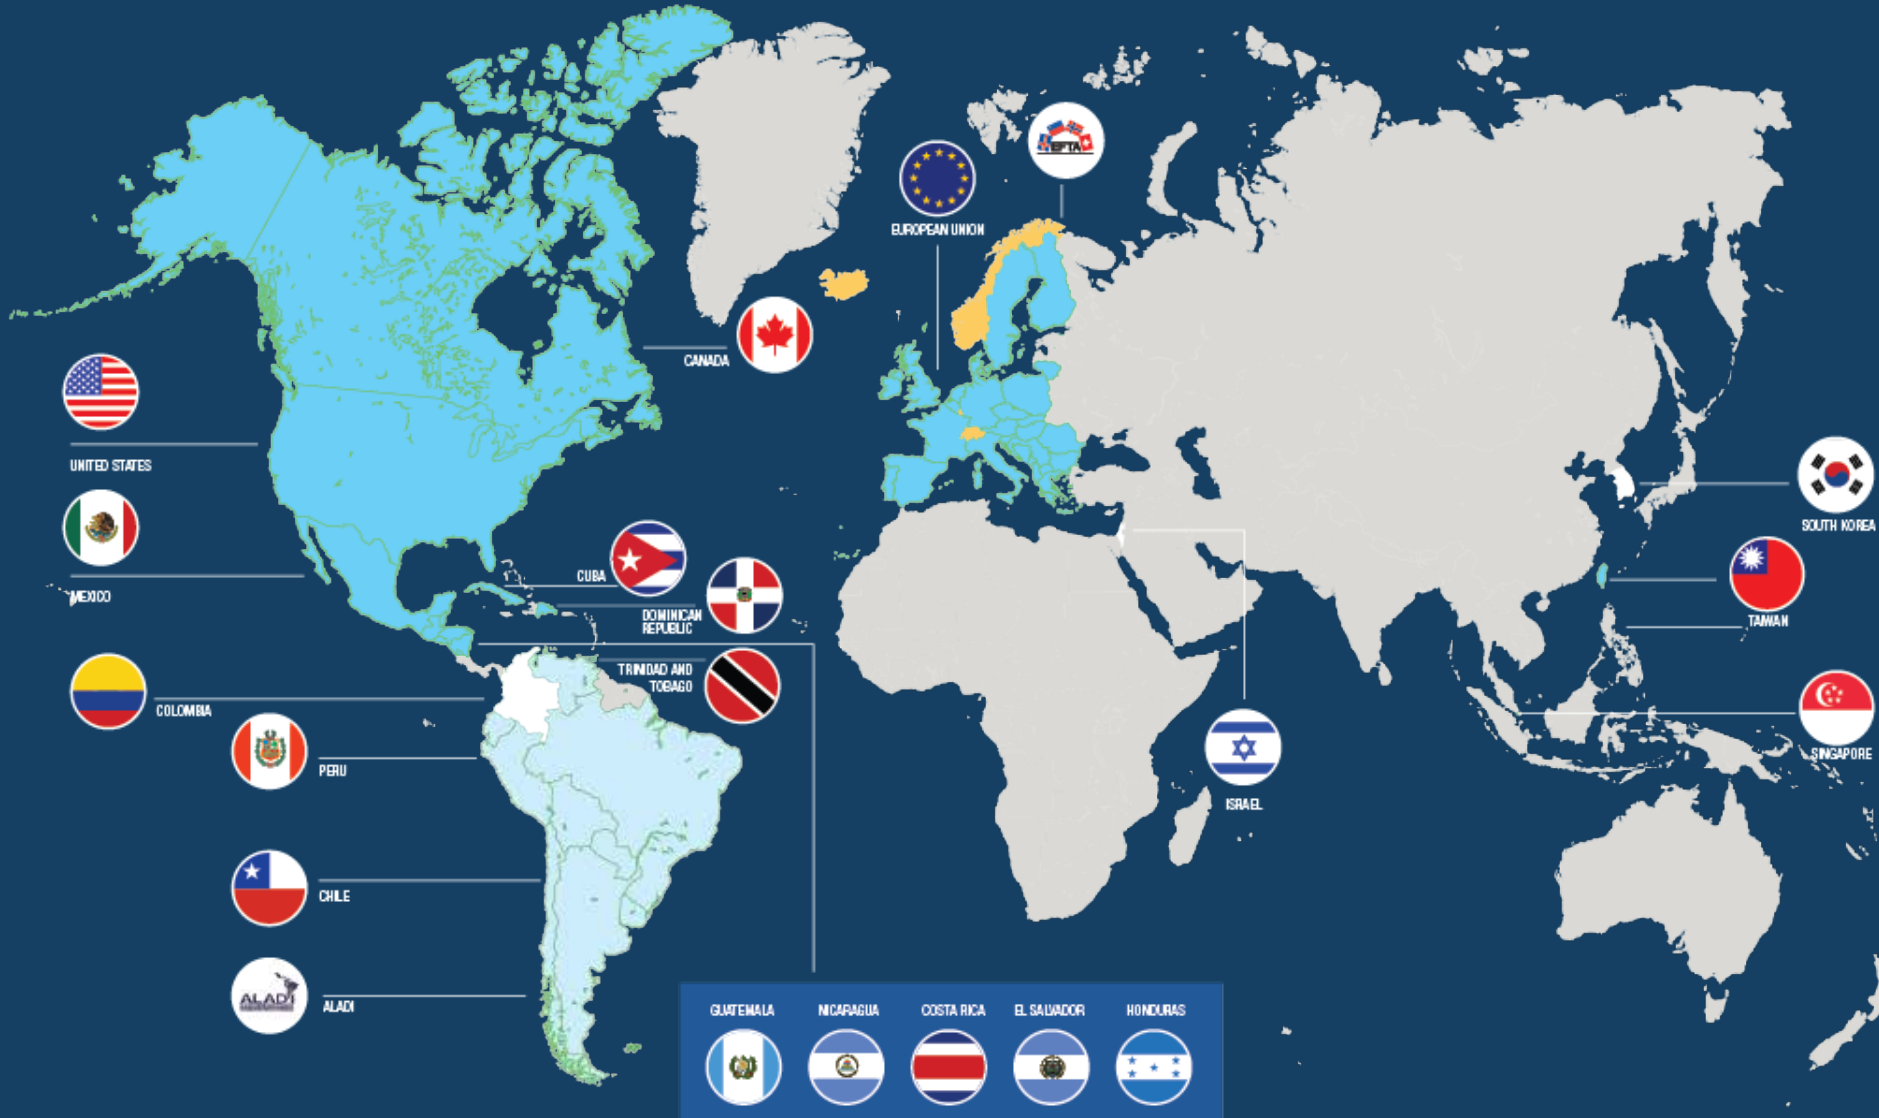 EFTA
EUROPEAN UNION
CANADA
UNITED STATES
MEXICO
CUBA
DOMINICAN
REPUBLIC
TRINIDAD AND
TOBAGO
SOUTH KOREA
TAIWAN
SINGAPORE
ISRAEL
COLOMBIA
PERU
CHILE
ALADI
ALADI
GUATEMALA
NICARAGUA
COSTA RICA
EL SALVADOR
HONDURAS